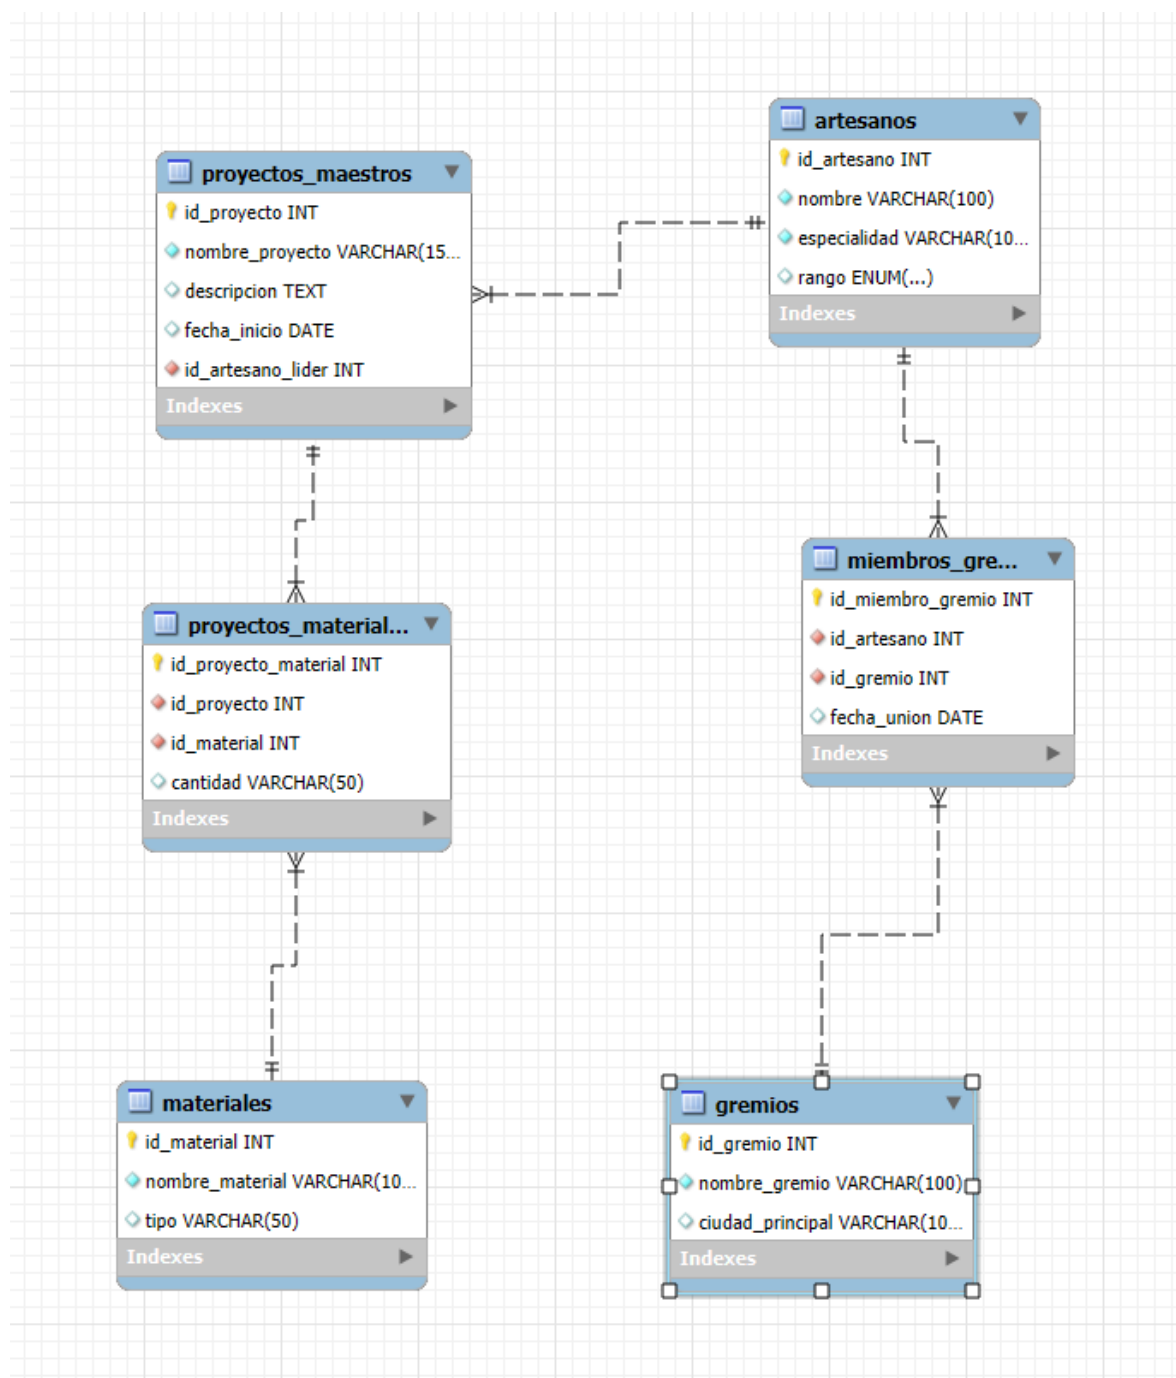 proyectos_maestros
id_proyecto INT
nombre_proyecto VARCHAR(15...
descripcion TEXT
fecha_inicio DATE
id_artesano_lider INT
Indexes
artesanos
id_artesano INT
nombre VARCHAR(100)
especialidad VARCHAR(10...
rango ENUM(...)
Indexes
proyectos_material...
id_proyecto_material INT
id_proyecto INT
id_material INT
cantidad VARCHAR(50)
Indexes
miembros_gre...
id_miembro_gremio INT
id_artesano INT
id_gremio INT
fecha_union DATE
Indexes
materiales
id_material INT
nombre_material VARCHAR(10...
tipo VARCHAR(50)
Indexes
gremios
id_gremio INT
nombre_gremio VARCHAR(100)
ciudad_principal VARCHAR(10...
Indexes